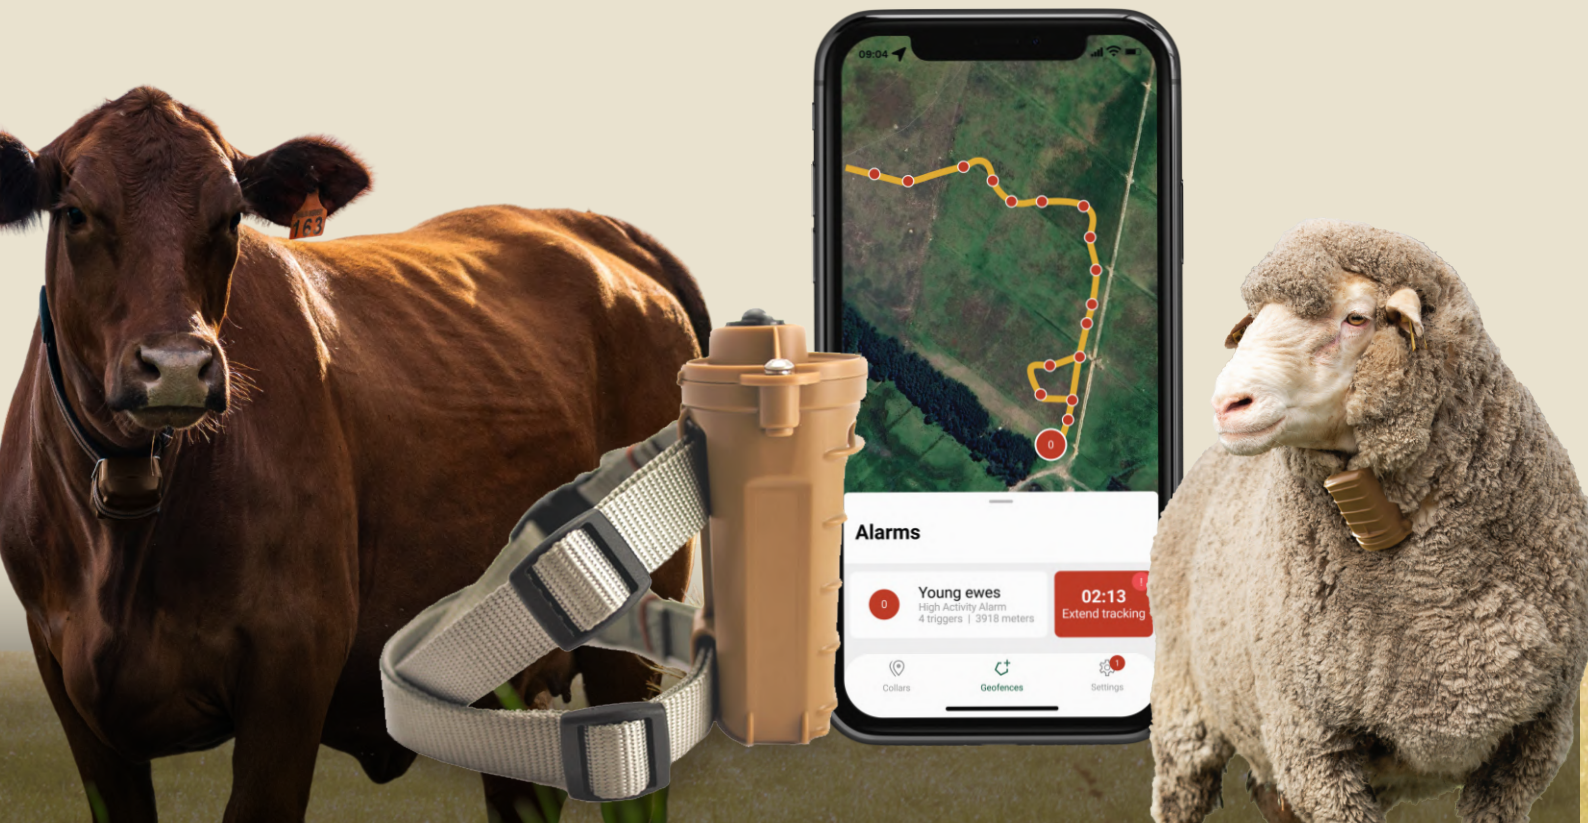 163
09:04
0
Alarms
0
Young ewes
High Activity Alarm
4 triggers | 3918 meters
!
02:13
Extend tracking
Collars
Geofences
1
Settings